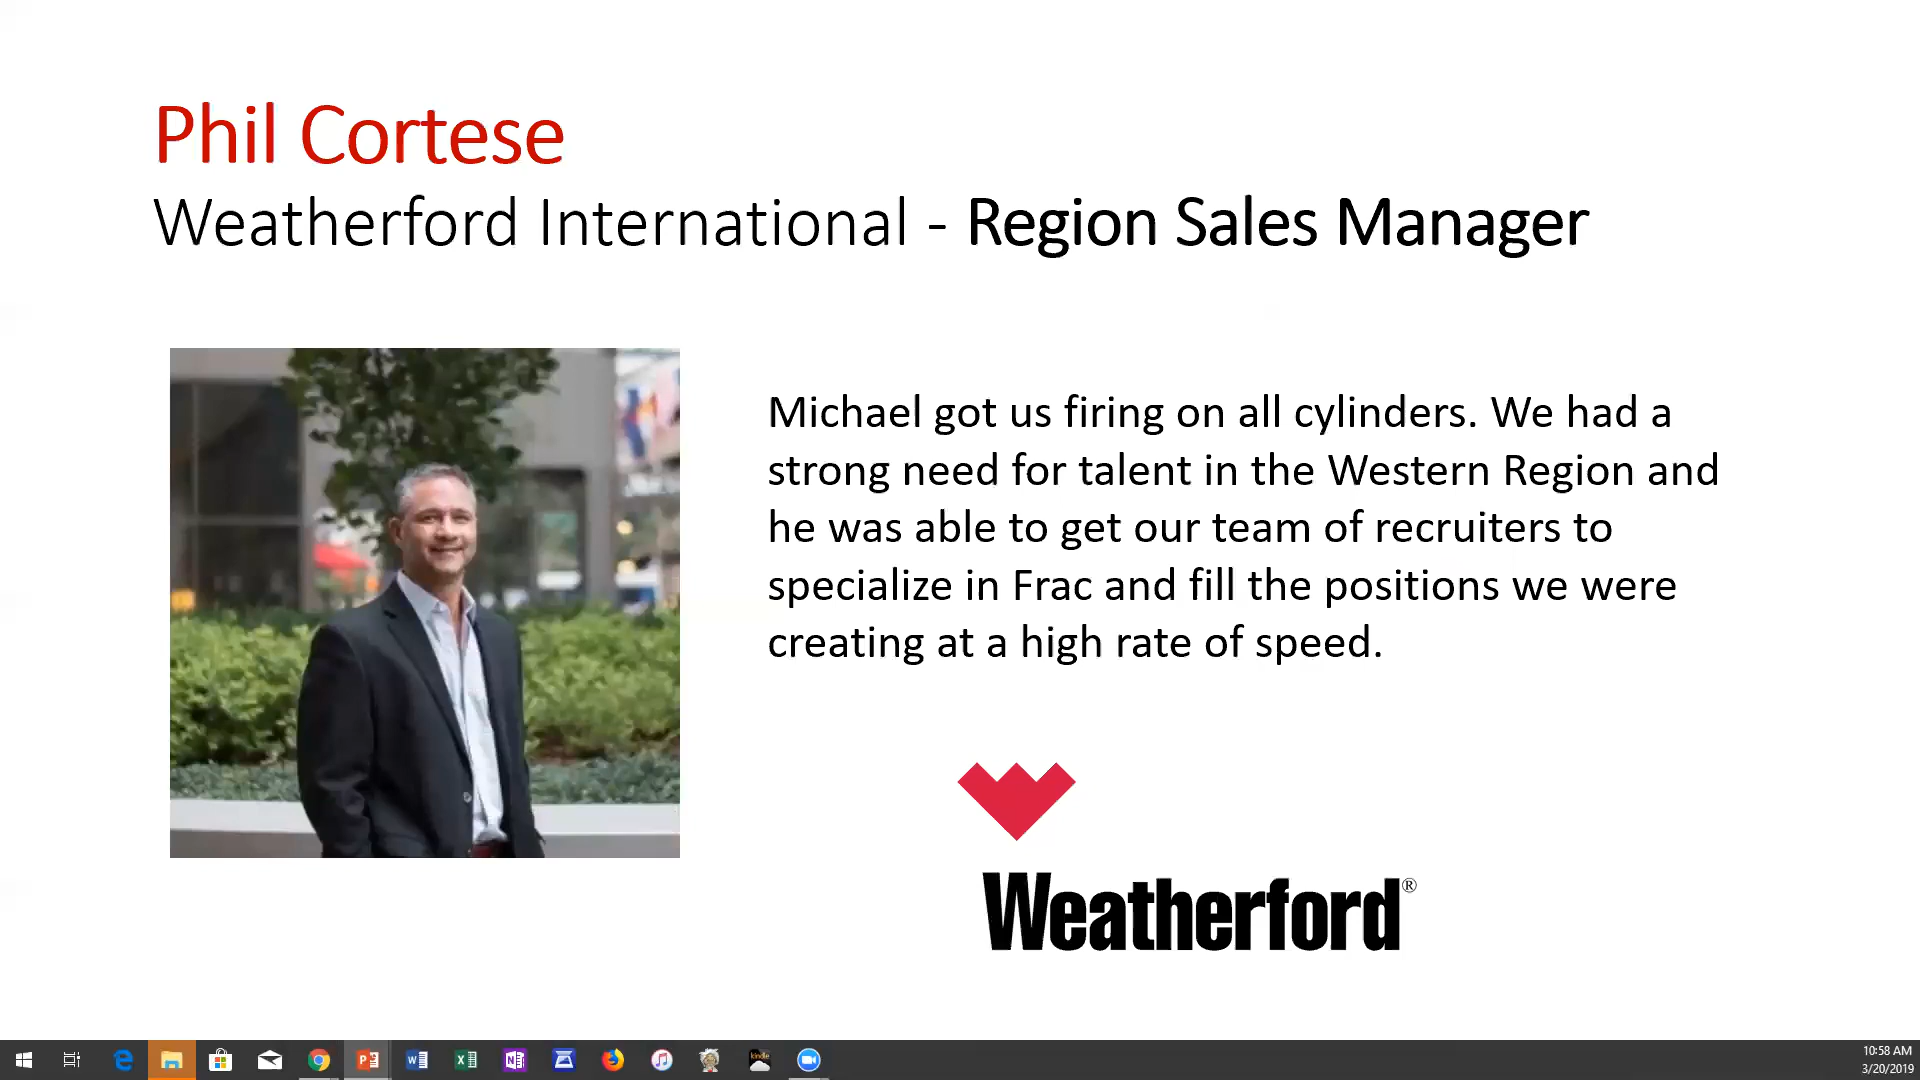 Phil Cortese
Weatherford International - Region Sales Manager
Michael got us firing on all cylinders. We had a
strong need for talent in the Western Region and
he was able to get our team of recruiters to
specialize in Frac and fill the positions we were
creating at a high rate of speed.
Weatherford®
kindle
10:58 AM
3/20/2019